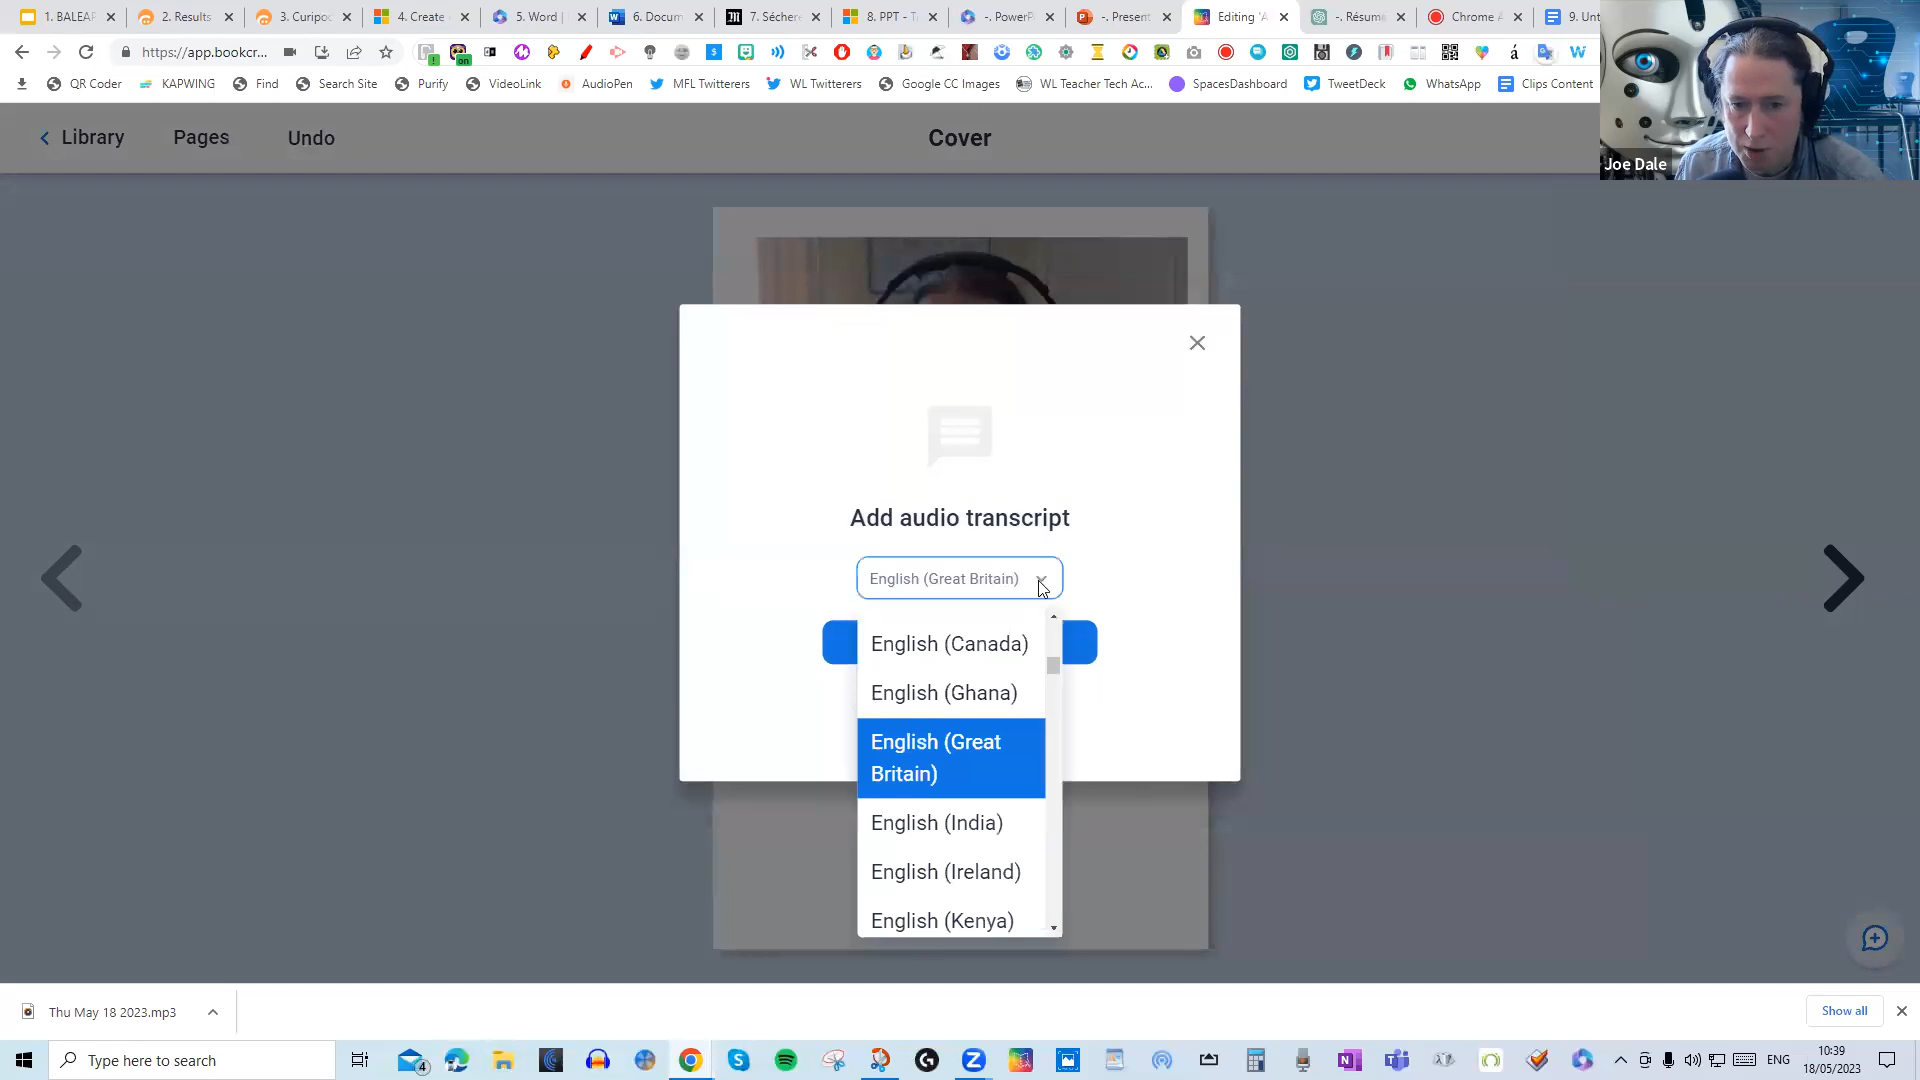 1. BALEAP
2. Results
3. Curipo
4. Create
5. Word |
6. Docum
7. Séchere
8. PPT - T
-. PowerP
-. Present
Editing 'A
-. Résum
Chrome A
9. Unt
https://app.bookcr...
on
QR Coder
KAPWING
Find
Search Site
Purify
VideoLink
AudioPen
MFL Twitterers
WL Twitterers
Google CC Images
WL Teacher Tech Ac...
SpacesDashboard
TweetDeck
WhatsApp
Clips Content
Joe Dale
Library
Pages
Undo
Cover
Add audio transcript
English (Great Britain)
English (Canada)
English (Ghana)
English (Great
Britain)
English (India)
English (Ireland)
English (Kenya)
Thu May 18 2023.mp3
Show all
Type here to search
4
ENG
10:39
18/05/2023